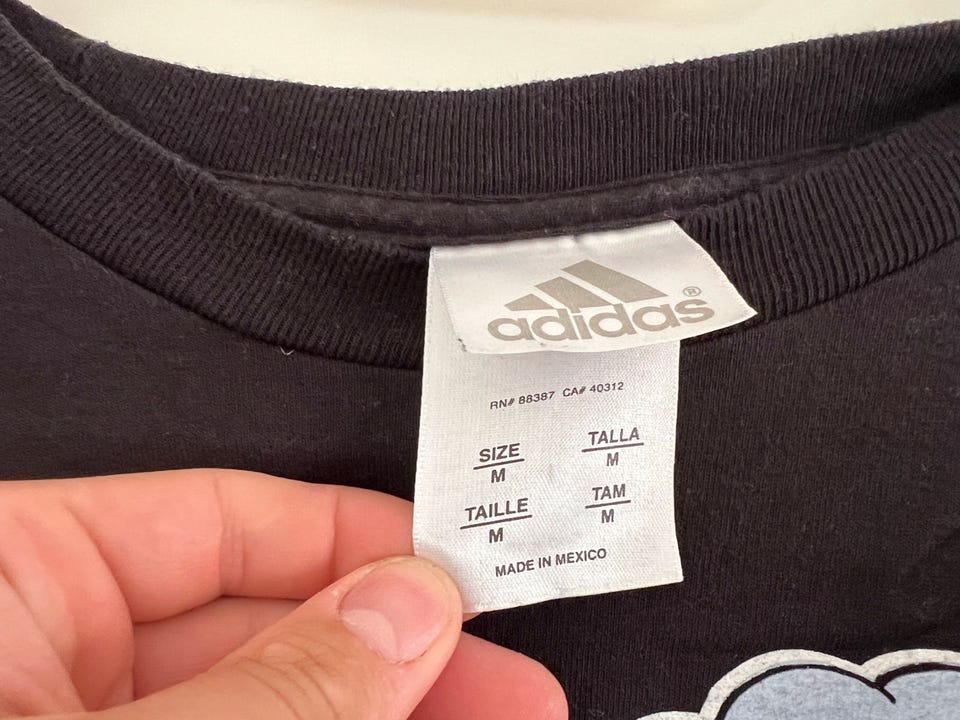 adidas®
RN# 88387 CA# 40312
SIZE TALLA
M M
TAILLE TAM
M M
MADE IN MEXICO